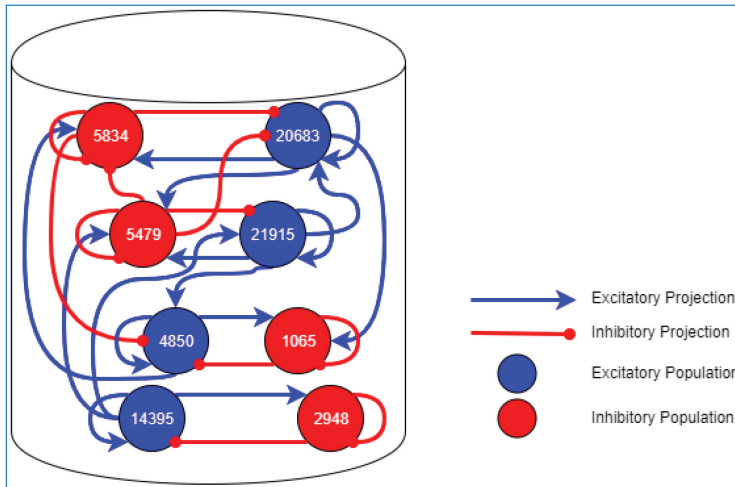 5834
20683
5479
21915
4850
1065
14395
2948
Excitatory Projection
Inhibitory Projection
Excitatory Population
Inhibitory Population